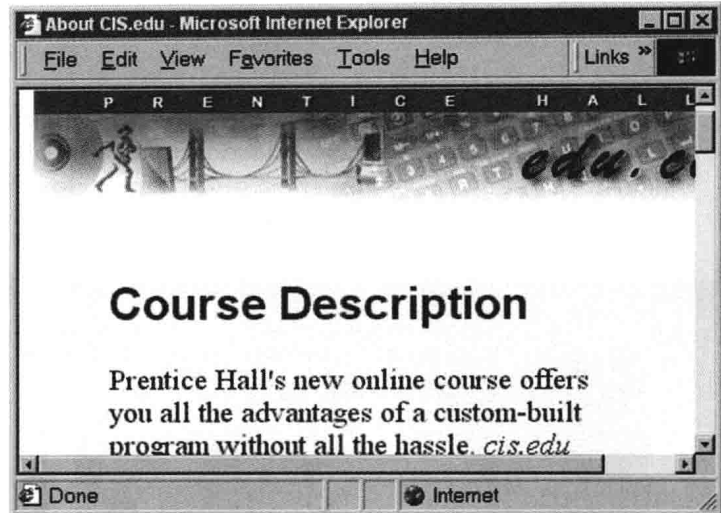 About CIS.edu - Microsoft Internet Explorer
File Edit View Favorites Tools Help Links »
PRENTICE HALL
edu.
Course Description
Prentice Hall's new online course offers
you all the advantages of a custom-built
program without all the hassle. cis.edu
Done Internet